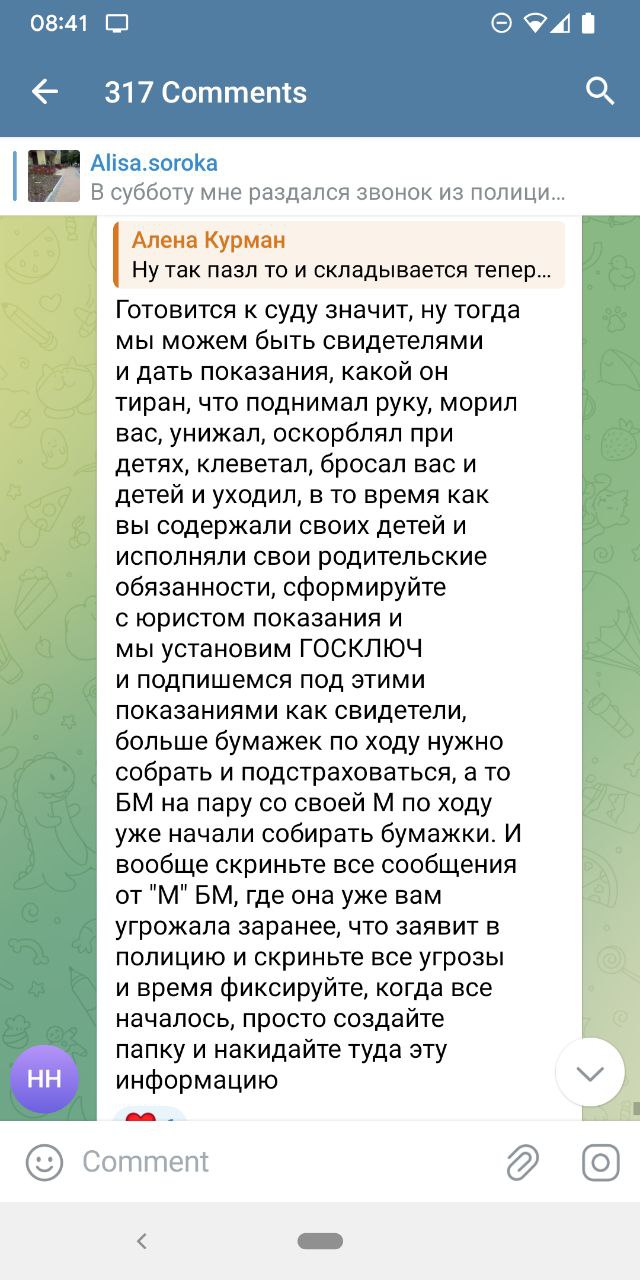 08:41
317 Comments
Alisa.soroka
В субботу мне раздался звонок из полици...
Алена Курман
Ну так пазл то и складывается тепер...
Готовится к суду значит, ну тогда
мы можем быть свидетелями
и дать показания, какой он
тиран, что поднимал руку, морил
вас, унижал, оскорблял при
детях, клеветал, бросал вас и
детей и уходил, в то время как
вы содержали своих детей и
исполняли свои родительские
обязанности, сформируйте
с юристом показания и
мы установим ГОСКЛЮЧ
и подпишемся под этими
показаниями как свидетели,
больше бумажек по ходу нужно
собрать и подстраховаться, а то
БМ на пару со своей М по ходу
уже начали собирать бумажки. И
вообще скриньте все сообщения
от "М" БМ, где она уже вам
угрожала заранее, что заявит в
полицию и скриньте все угрозы
и время фиксируйте, когда все
началось, просто создайте
папку и накидайте туда эту
информацию
НН
Comment